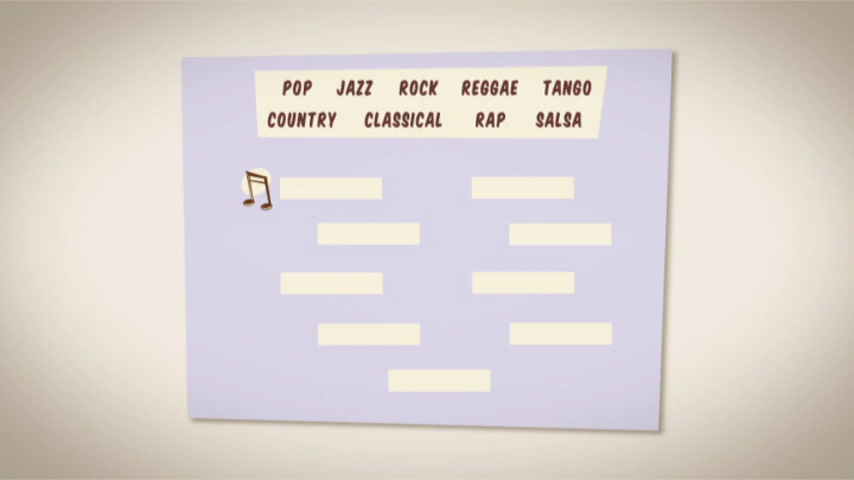 POP JAZZ ROCK REGGAE TANGO
COUNTRY CLASSICAL RAP SALSA